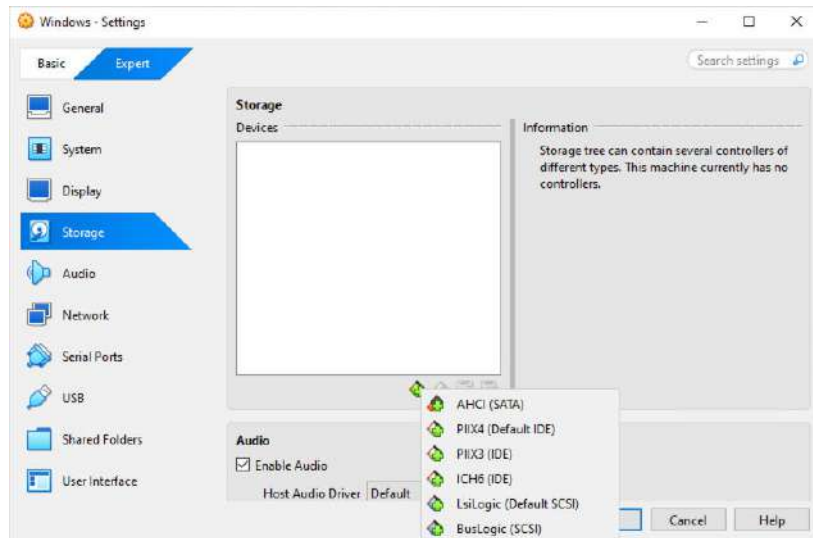 Windows - Settings
Basic
Expert
Search settings
General
System
Display
Storage
Audio
Network
Serial Ports
USB
Shared Folders
User Interface
Storage
Devices
Information
Storage tree can contain several controllers of
different types. This machine currently has no
controllers.
AHCI (SATA)
PIIX4 (Default IDE)
PIIX3 (IDE)
ICH6 (IDE)
LsiLogic (Default SCSI)
BusLogic (SCSI)
Audio
Enable Audio
Host Audio Driver Default
Cancel
Help